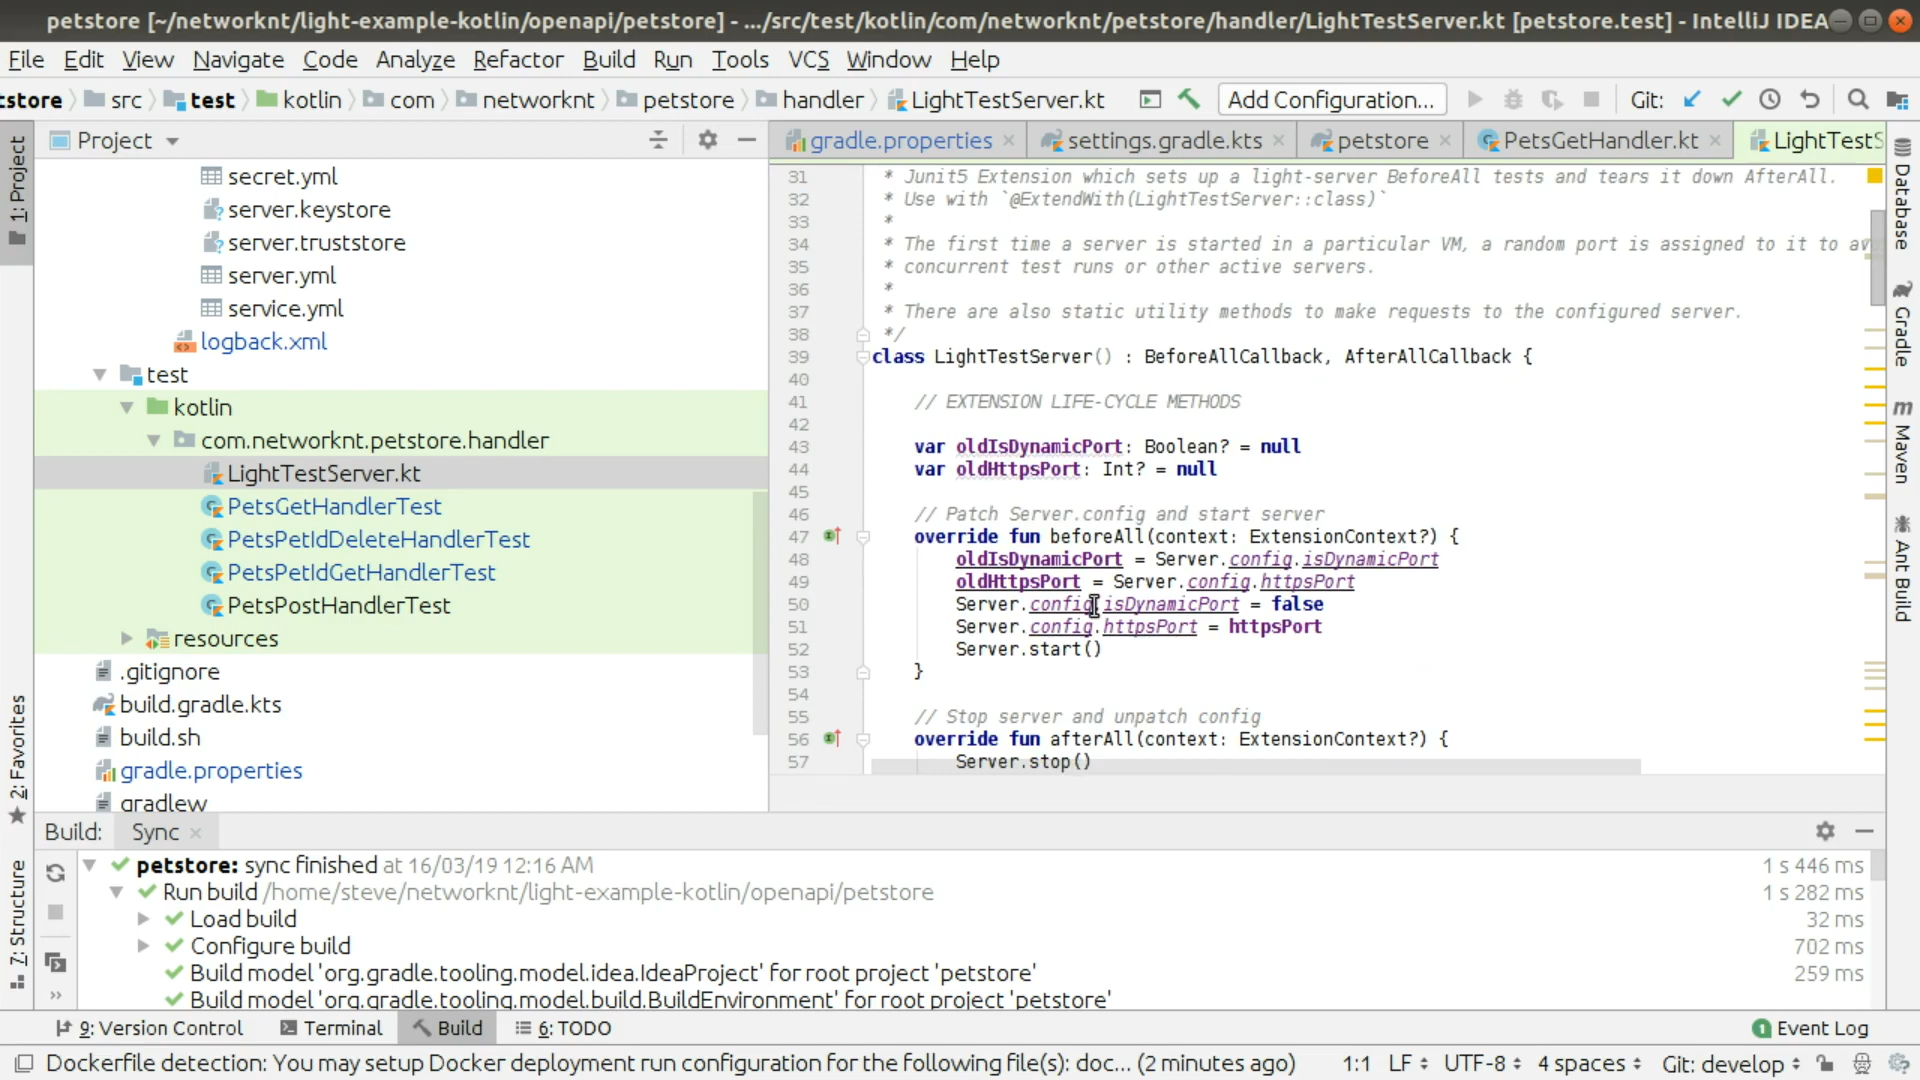 petstore [~/networknt/light-example-kotlin/openapi/petstore] - .../src/test/kotlin/com/networknt/petstore/handler/LightTestServer.kt [petstore.test] - IntelliJ IDEA
File Edit View Navigate Code Analyze Refactor Build Run Tools VCS Window Help
tstore src test kotlin com networknt petstore handler LightTestServer.kt Add Configuration... Git:
Project
gradle.properties settings.gradle.kts petstore PetsGetHandler.kt LightTestS
secret.yml
server.keystore
server.truststore
server.yml
service.yml
logback.xml
test
kotlin
com.networknt.petstore.handler
LightTestServer.kt
PetsGetHandlerTest
PetsPetIdDeleteHandlerTest
PetsPetIdGetHandlerTest
PetsPostHandlerTest
resources
.gitignore
build.gradle.kts
build.sh
gradle.properties
gradlew
31 * Junit5 Extension which sets up a light-server BeforeAll tests and tears it down AfterAll.
32 * Use with `@ExtendWith(LightTestServer::class)`
33 *
34 * The first time a server is started in a particular VM, a random port is assigned to it to av
35 * concurrent test runs or other active servers.
36 *
37 * There are also static utility methods to make requests to the configured server.
38 */
39 class LightTestServer() : BeforeAllCallback, AfterAllCallback {
40
41 // EXTENSION LIFE-CYCLE METHODS
42
43 var oldIsDynamicPort: Boolean? = null
44 var oldHttpsPort: Int? = null
45
46 // Patch Server.config and start server
47 override fun beforeAll(context: ExtensionContext?) {
48 oldIsDynamicPort = Server.config.isDynamicPort
49 oldHttpsPort = Server.config.httpsPort
50 Server.config.isDynamicPort = false
51 Server.config.httpsPort = httpsPort
52 Server.start()
53 }
54
55 // Stop server and unpatch config
56 override fun afterAll(context: ExtensionContext?) {
57 Server.stop()
1: Project
2: Favorites
7: Structure
Database
Gradle
m Maven
Ant Build
Build: Sync
petstore: sync finished at 16/03/19 12:16 AM 1 s 446 ms
Run build /home/steve/networknt/light-example-kotlin/openapi/petstore 1 s 282 ms
Load build 32 ms
Configure build 702 ms
Build model 'org.gradle.tooling.model.idea.IdeaProject' for root project 'petstore' 259 ms
Build model 'org.gradle.tooling.model.build.BuildEnvironment' for root project 'petstore'
9: Version Control Terminal Build 6: TODO 1 Event Log
Dockerfile detection: You may setup Docker deployment run configuration for the following file(s): doc... (2 minutes ago) 1:1 LF UTF-8 4 spaces Git: develop